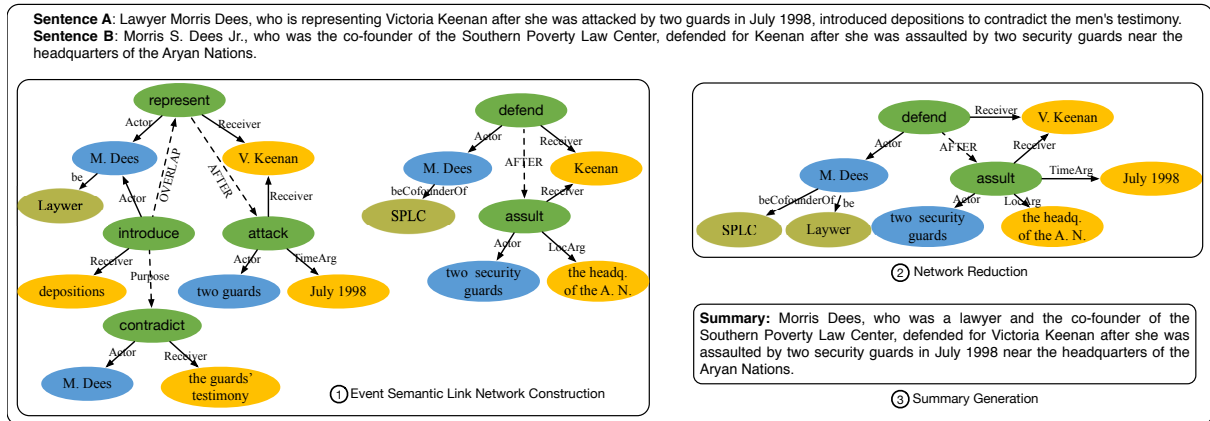 Sentence A: Lawyer Morris Dees, who is representing Victoria Keenan after she was attacked by two guards in July 1998, introduced depositions to contradict the men's testimony.
Sentence B: Morris S. Dees Jr., who was the co-founder of the Southern Poverty Law Center, defended for Keenan after she was assaulted by two security guards near the
headquarters of the Aryan Nations.
represent
Actor
Receiver
M. Dees
OVERLAP
AFTER
V. Keenan
be
Laywer
Actor
Receiver
introduce
attack
Receiver
Purpose
Actor
TimeArg
depositions
two guards
July 1998
contradict
Actor
Receiver
M. Dees
the guards'
testimony
defend
Actor
AFTER
Receiver
M. Dees
Keenan
beCofounderOf
Receiver
SPLC
assult
Actor
LocArg
two security
guards
the headq.
of the A. N.
1 Event Semantic Link Network Construction
defend
Receiver
V. Keenan
Actor
AFTER
Receiver
M. Dees
assult
TimeArg
July 1998
beCofounderOf
be
Actor
LocArg
SPLC
Laywer
two security
guards
the headq.
of the A. N.
2 Network Reduction
Summary: Morris Dees, who was a lawyer and the co-founder of the
Southern Poverty Law Center, defended for Victoria Keenan after she was
assaulted by two security guards in July 1998 near the headquarters of the
Aryan Nations.
3 Summary Generation